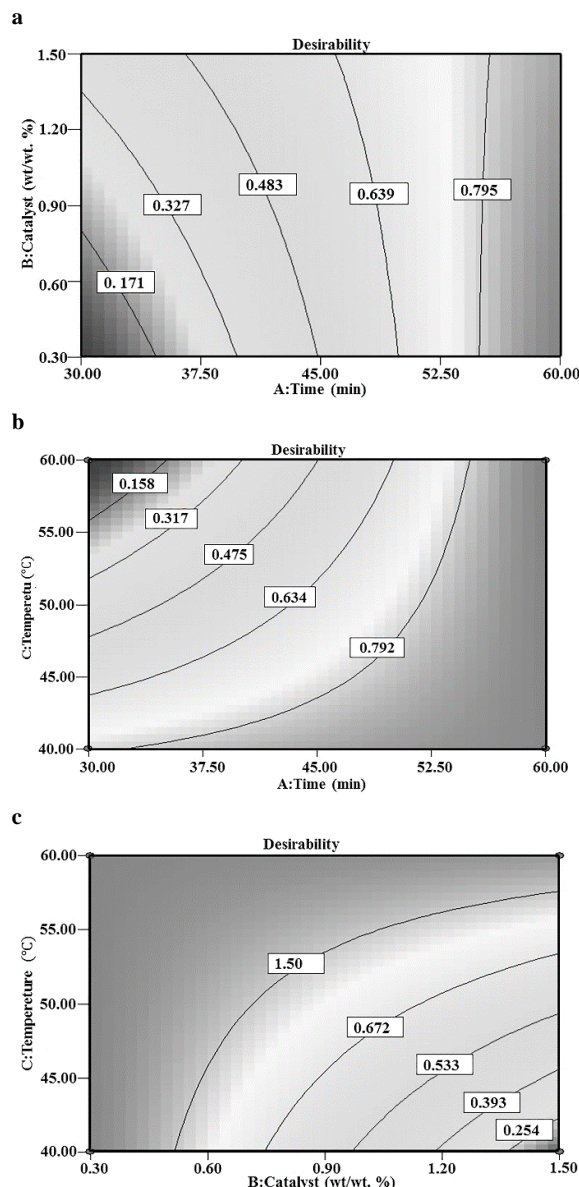 a
Desirability
1.50
1.20
0.90
0.60
0.30
B:Catalyst (wt/wt. %)
0.327
0.483
0.639
0.795
0. 171
30.00 37.50 45.00 52.50 60.00
A:Time (min)
b
Desirability
60.00
55.00
50.00
45.00
40.00
C:Temperetu (°C)
0.158
0.317
0.475
0.634
0.792
30.00 37.50 45.00 52.50 60.00
A:Time (min)
c
Desirability
60.00
55.00
50.00
45.00
40.00
C:Tempereture (°C)
1.50
0.672
0.533
0.393
0.254
0.30 0.60 0.90 1.20 1.50
B:Catalyst (wt/wt. %)